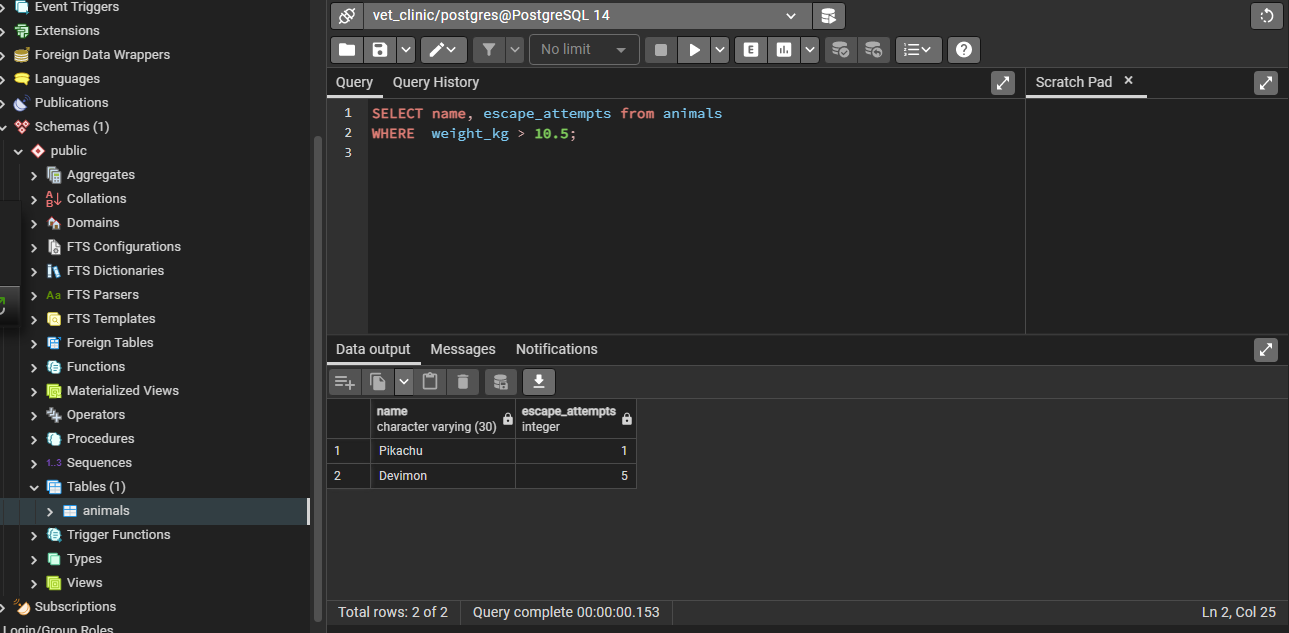 Event Triggers
Extensions
Foreign Data Wrappers
Languages
Publications
Schemas (1)
public
Aggregates
Collations
Domains
FTS Configurations
FTS Dictionaries
Aa FTS Parsers
FTS Templates
Foreign Tables
Functions
Materialized Views
Operators
Procedures
1..3 Sequences
Tables (1)
animals
Trigger Functions
Types
Views
Subscriptions
Login/Group Roles
vet_clinic/postgres@PostgreSQL 14
No limit
E
Query Query History
Scratch Pad
1 SELECT name, escape_attempts from animals
2 WHERE  weight_kg > 10.5;
3
Data output Messages Notifications
name escape_attempts
character varying (30) integer
1 Pikachu 1
2 Devimon 5
Total rows: 2 of 2 Query complete 00:00:00.153 Ln 2, Col 25